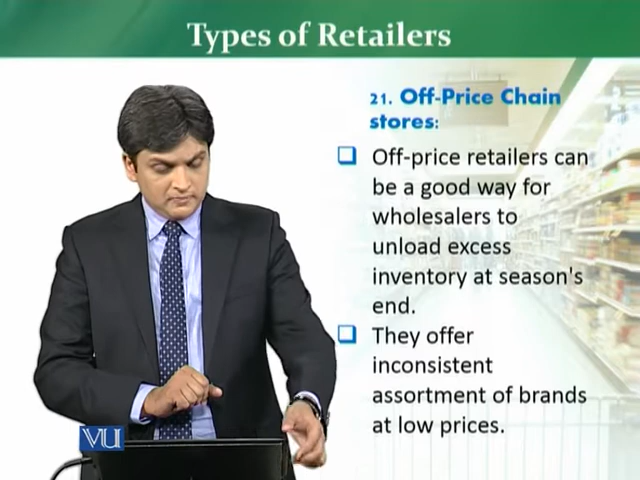 Types of Retailers
21. Off-Price Chain
stores:
Off-price retailers can
be a good way for
wholesalers to
unload excess
inventory at season's
end.
They offer
inconsistent
assortment of brands
at low prices.
VU